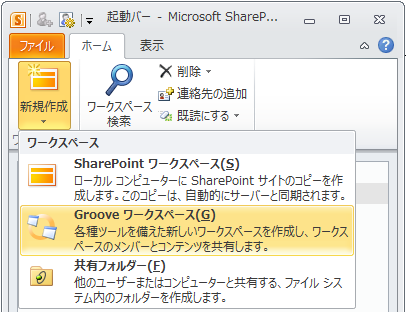 起動バー - Microsoft ShareP...
ファイル ホーム 表示
新規作成
ワークスペース
検索
削除
連絡先の追加
既読にする
ワークスペース
SharePoint ワークスペース(S)
ローカル コンピューターに SharePoint サイトのコピーを作
成します。このコピーは、自動的にサーバーと同期されます。
Groove ワークスペース(G)
各種ツールを備えた新しいワークスペースを作成し、ワーク
スペースのメンバーとコンテンツを共有します。
共有フォルダー(F)
他のユーザーまたはコンピューターと共有する、ファイル シス
テム内のフォルダーを作成します。